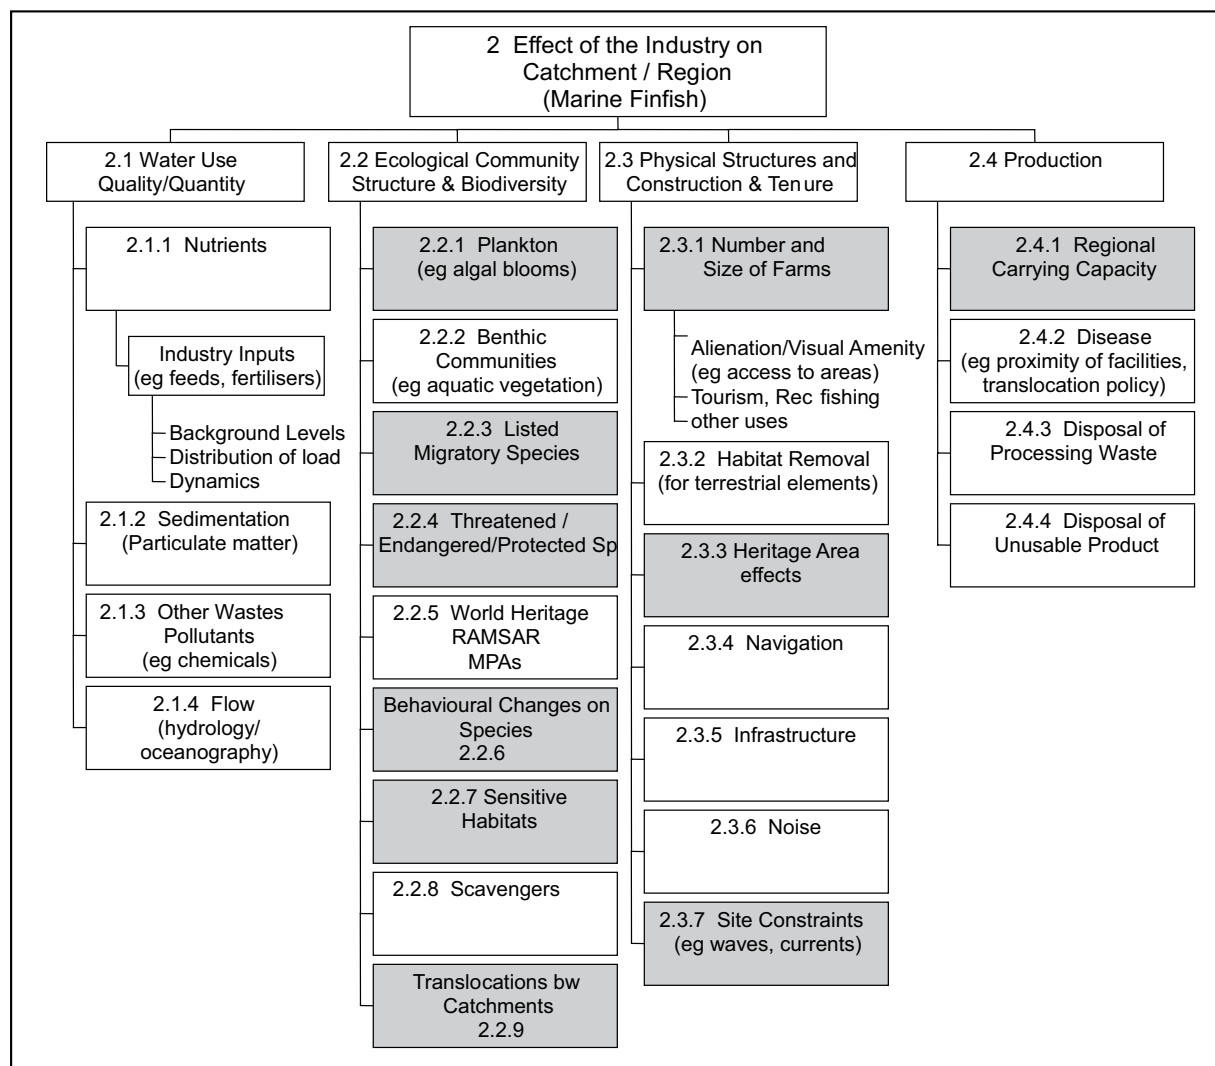 2 Effect of the Industry on
Catchment / Region
(Marine Finfish)
2.1 Water Use
Quality/Quantity
2.1.1 Nutrients
Industry Inputs
(eg feeds, fertilisers)
Background Levels
Distribution of load
Dynamics
2.1.2 Sedimentation
(Particulate matter)
2.1.3 Other Wastes
Pollutants
(eg chemicals)
2.1.4 Flow
(hydrology/
oceanography)
2.2 Ecological Community
Structure & Biodiversity
2.2.1 Plankton
(eg algal blooms)
2.2.2 Benthic
Communities
(eg aquatic vegetation)
2.2.3 Listed
Migratory Species
2.2.4 Threatened /
Endangered/Protected Sp
2.2.5 World Heritage
RAMSAR
MPAs
Behavioural Changes on
Species
2.2.6
2.2.7 Sensitive
Habitats
2.2.8 Scavengers
Translocations bw
Catchments
2.2.9
2.3 Physical Structures and
Construction & Tenure
2.3.1 Number and
Size of Farms
Alienation/Visual Amenity
(eg access to areas)
Tourism, Rec fishing
other uses
2.3.2 Habitat Removal
(for terrestrial elements)
2.3.3 Heritage Area
effects
2.3.4 Navigation
2.3.5 Infrastructure
2.3.6 Noise
2.3.7 Site Constraints
(eg waves, currents)
2.4 Production
2.4.1 Regional
Carrying Capacity
2.4.2 Disease
(eg proximity of facilities,
translocation policy)
2.4.3 Disposal of
Processing Waste
2.4.4 Disposal of
Unusable Product